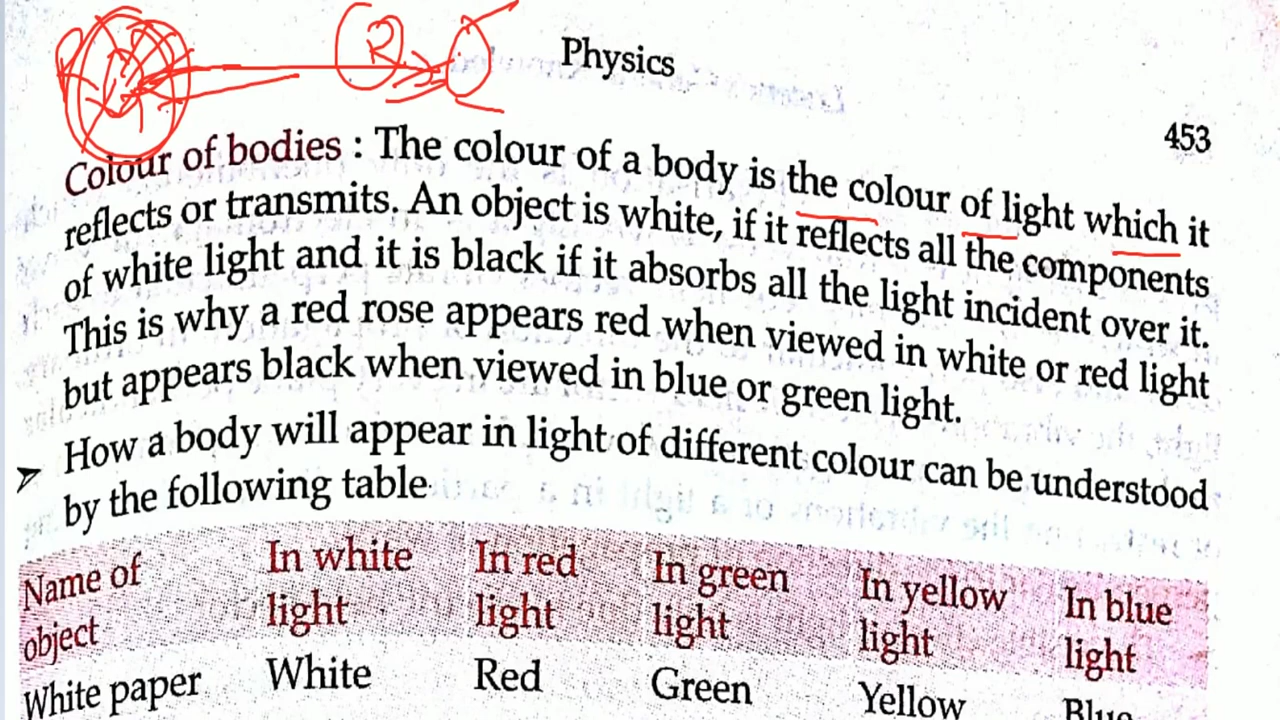 R
Physics
453
Colour of bodies : The colour of a body is the colour of light which it
reflects or transmits. An object is white, if it reflects all the components
of white light and it is black if it absorbs all the light incident over it.
This is why a red rose appears red when viewed in white or red light
but appears black when viewed in blue or green light.
How a body will appear in light of different colour can be understood
by the following table
Name of object In white light In red light In green light In yellow light In blue light
White paper White Red Green Yellow Blue